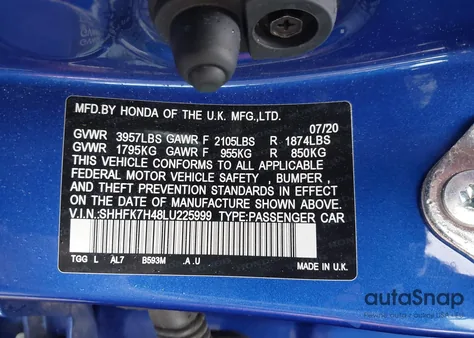 MFD.BY HONDA OF THE U.K. MFG.,LTD.
07/20
GVWR 3957LBS GAWR F 2105LBS R 1874LBS
GVWR 1795KG GAWR F 955KG R 850KG
THIS VEHICLE CONFORMS TO ALL APPLICABLE
FEDERAL MOTOR VEHICLE SAFETY , BUMPER ,
AND THEFT PREVENTION STANDARDS IN EFFECT
ON THE DATE OF MANUFACTURE SHOWN ABOVE.
V.I.N.:SHHFK7H48LU225999 TYPE:PASSENGER CAR
TGG L AL7 B593M .A .U
MADE IN U.K.
autoSnap